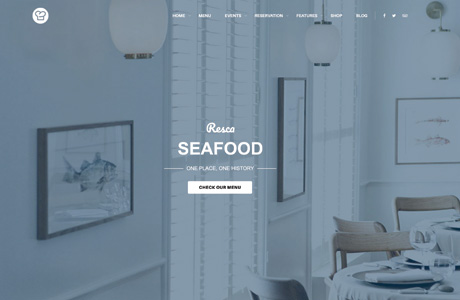 HOME MENU EVENTS RESERVATION FEATURES SHOP BLOG
Resca
SEAFOOD
ONE PLACE, ONE HISTORY
CHECK OUR MENU